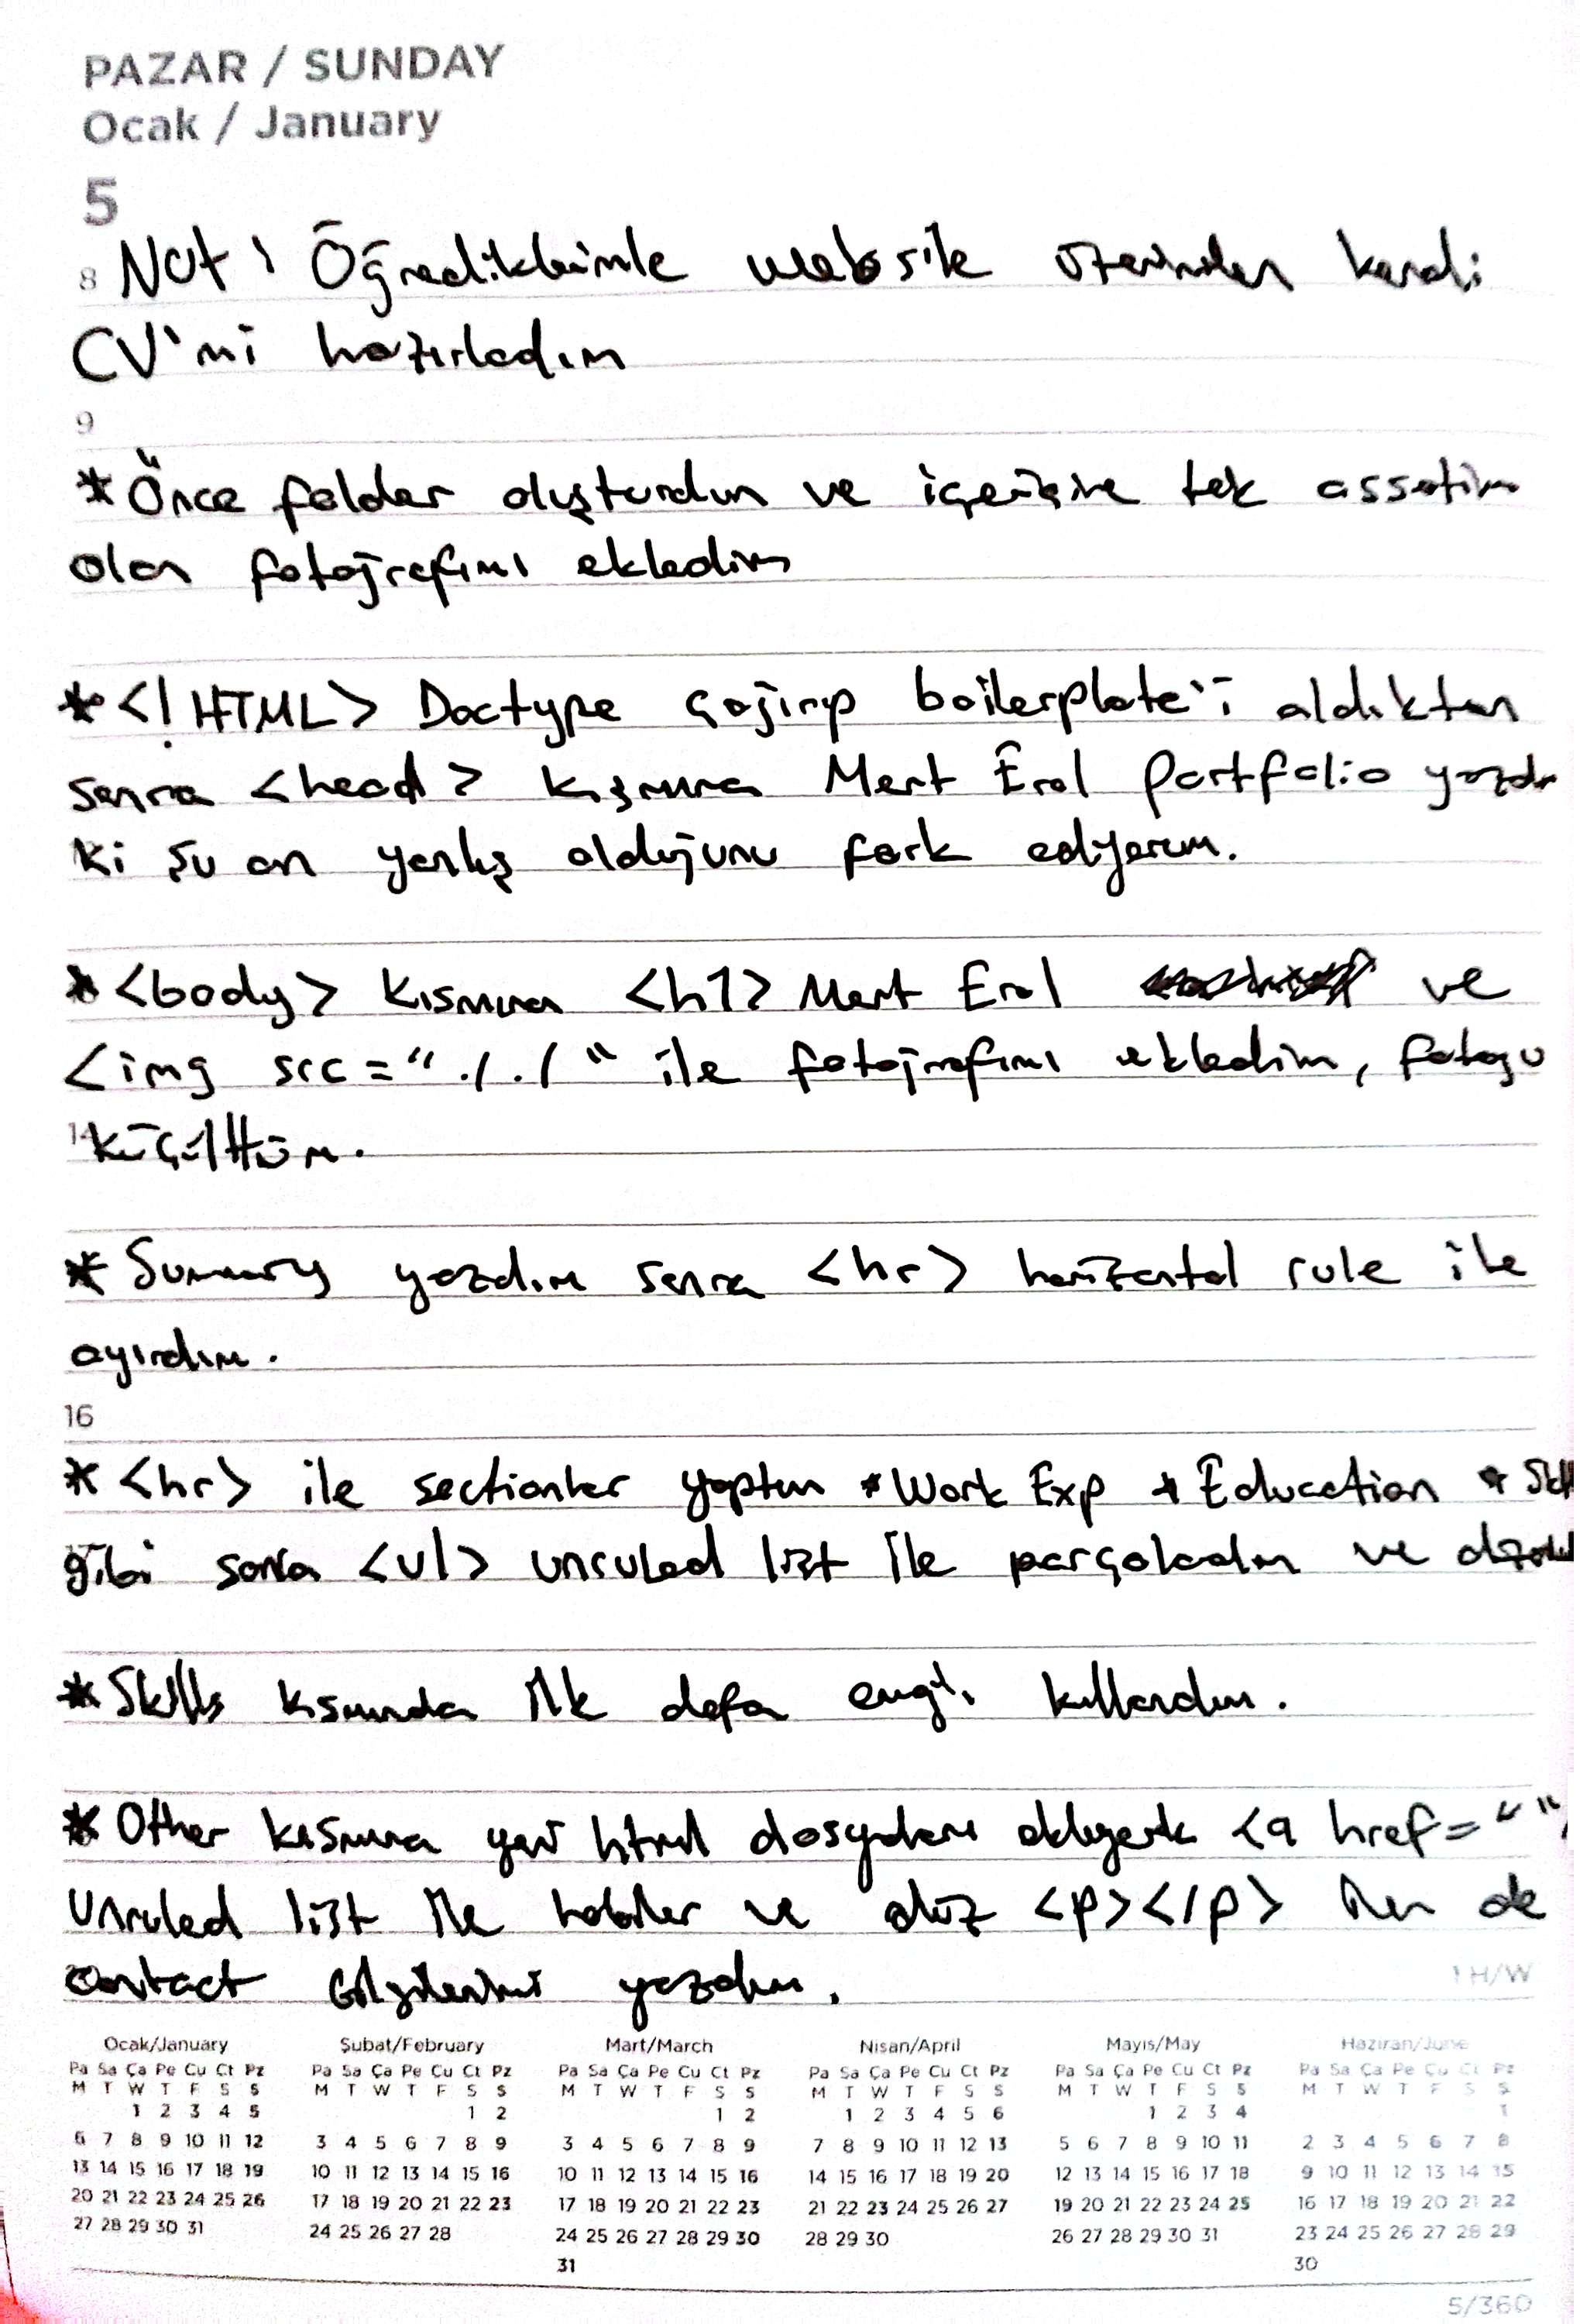 PAZAR / SUNDAY
Ocak / January
5
8 Not: Öğrediklerimle website üzerinden kendi
CV'mi hazırladım
9
*Önce folder oluşturdum ve içerisine tek assetim
olan fotoğrafımı ekledim
*<!HTML> Doctype çağırıp boilerplate'i aldıktan
sonra <head> kısmına Mert Erol Portfolio yazdı
ki şu an yanlış olduğunu fark ediyorum.
*<body> kısmına <h1> Mert Erol ve
<img src="././" ile fotoğrafımı ekledim, fotoyu
14 küçülttüm.
*Summary yazdım sonra <hr> horizontal rule ile
ayırdım.
16
*<hr> ile sectionlar yaptım *Work Exp *Education *Skll
gibi sonra <ul> unruled list ile parçaladım ve
*Skills kısmında ilk defa emoji kullandım.
*Other kısmına yeni html dosyaları ekleyerek <a href=""
unruled list ile hobiler ve düz <p></p> den de
contact bilgilerimi yazdım.
1 H/W
Ocak/January Şubat/February Mart/March Nisan/April Mayıs/May Haziran/June
Pa Sa Ça Pe Cu Ct Pz Pa Sa Ça Pe Cu Ct Pz Pa Sa Ça Pe Cu Ct Pz Pa Sa Ça Pe Cu Ct Pz Pa Sa Ça Pe Cu Ct Pz Pa Sa Ça Pe Cu Ct Pz
M T W T F S S M T W T F S S M T W T F S S M T W T F S S M T W T F S S M T W T F S S
1 2 3 4 5 1 2 1 2 1 2 3 4 5 6 1 2 3 4 1
6 7 8 9 10 11 12 3 4 5 6 7 8 9 3 4 5 6 7 8 9 7 8 9 10 11 12 13 5 6 7 8 9 10 11 2 3 4 5 6 7 8
13 14 15 16 17 18 19 10 11 12 13 14 15 16 10 11 12 13 14 15 16 14 15 16 17 18 19 20 12 13 14 15 16 17 18 9 10 11 12 13 14 15
20 21 22 23 24 25 26 17 18 19 20 21 22 23 17 18 19 20 21 22 23 21 22 23 24 25 26 27 19 20 21 22 23 24 25 16 17 18 19 20 21 22
27 28 29 30 31 24 25 26 27 28 24 25 26 27 28 29 30 28 29 30 26 27 28 29 30 31 23 24 25 26 27 28 29
31 30
5/360